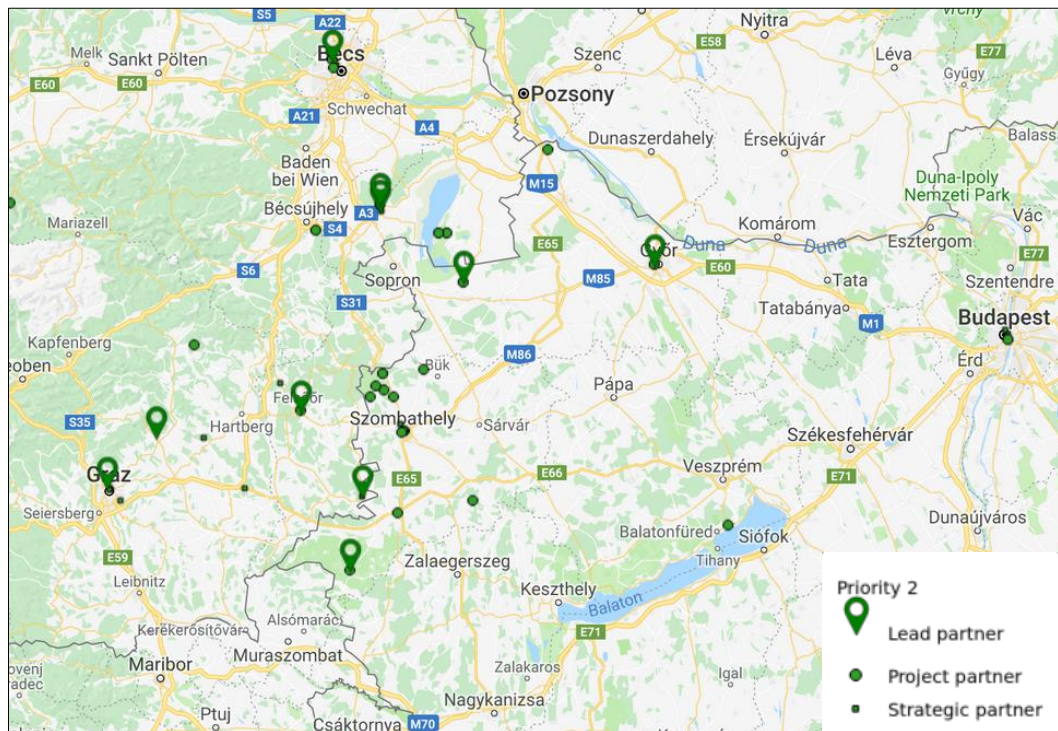 S5
A22
Nyitra
Vrchy
Bécs
Szenc
E58
Léva
E77
Melk
Sankt Pölten
Gyűgy
E60
E60
Schwechat
Pozsony
A21
A4
Dunaszerdahely
Érsekújvár
Balass
Baden
bei Wien
M15
Duna-Ipoly
Nemzeti Park
Mariazell
Bécsújhely
A3
S4
Komárom
Vác
Duna
Duna
Esztergom
Győr
E65
E77
S6
Sopron
M85
E60
Tata
Szentendre
S31
Tatabánya
Budapest
M1
Kapfenberg
M86
Érd
eoben
Bük
Pápa
Felsőőr
S35
Hartberg
Szombathely
Sárvár
Székesfehérvár
Graz
E65
E66
Veszprém
E71
Seiersberg
Balatonfüred
Siófok
Dunaújváros
E59
Zalaegerszeg
Tihany
Leibnitz
Keszthely
Balaton
Priority 2
Alsómarác
Kerekerősítővár
E71
Lead partner
Muraszombat
Zalakaros
Maribor
Igal
Project partner
ovenj
radec
Nagykanizsa
Strategic partner
Ptuj
Csáktornya
M70